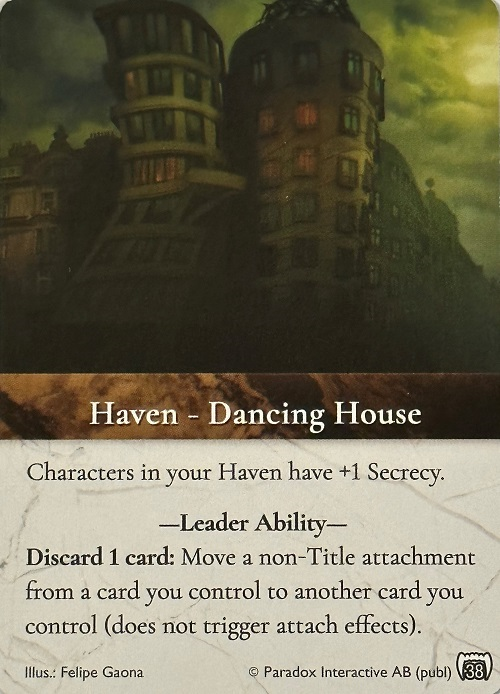 Haven - Dancing House
Characters in your Haven have +1 Secrecy.
—Leader Ability—
Discard 1 card: Move a non-Title attachment
from a card you control to another card you
control (does not trigger attach effects).
Illus.: Felipe Gaona © Paradox Interactive AB (publ) 38